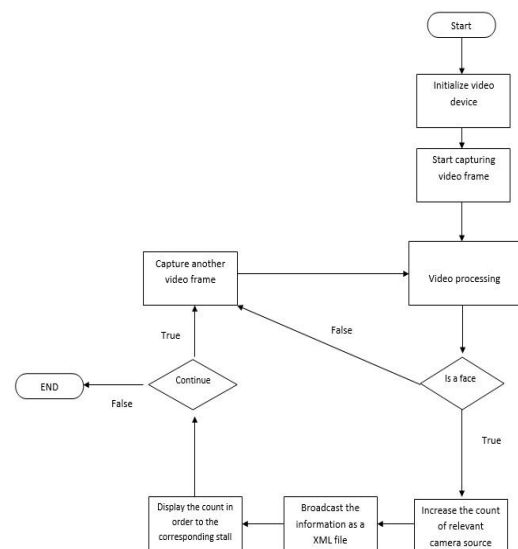 Start
Initialize video
device
Start capturing
video frame
Capture another
video frame
Video processing
True
False
Is a face
Continue
END
False
True
Display the count in
order to the
corresponding stall
Broadcast the
information as a
XML file
Increase the count
of relevant
camera source